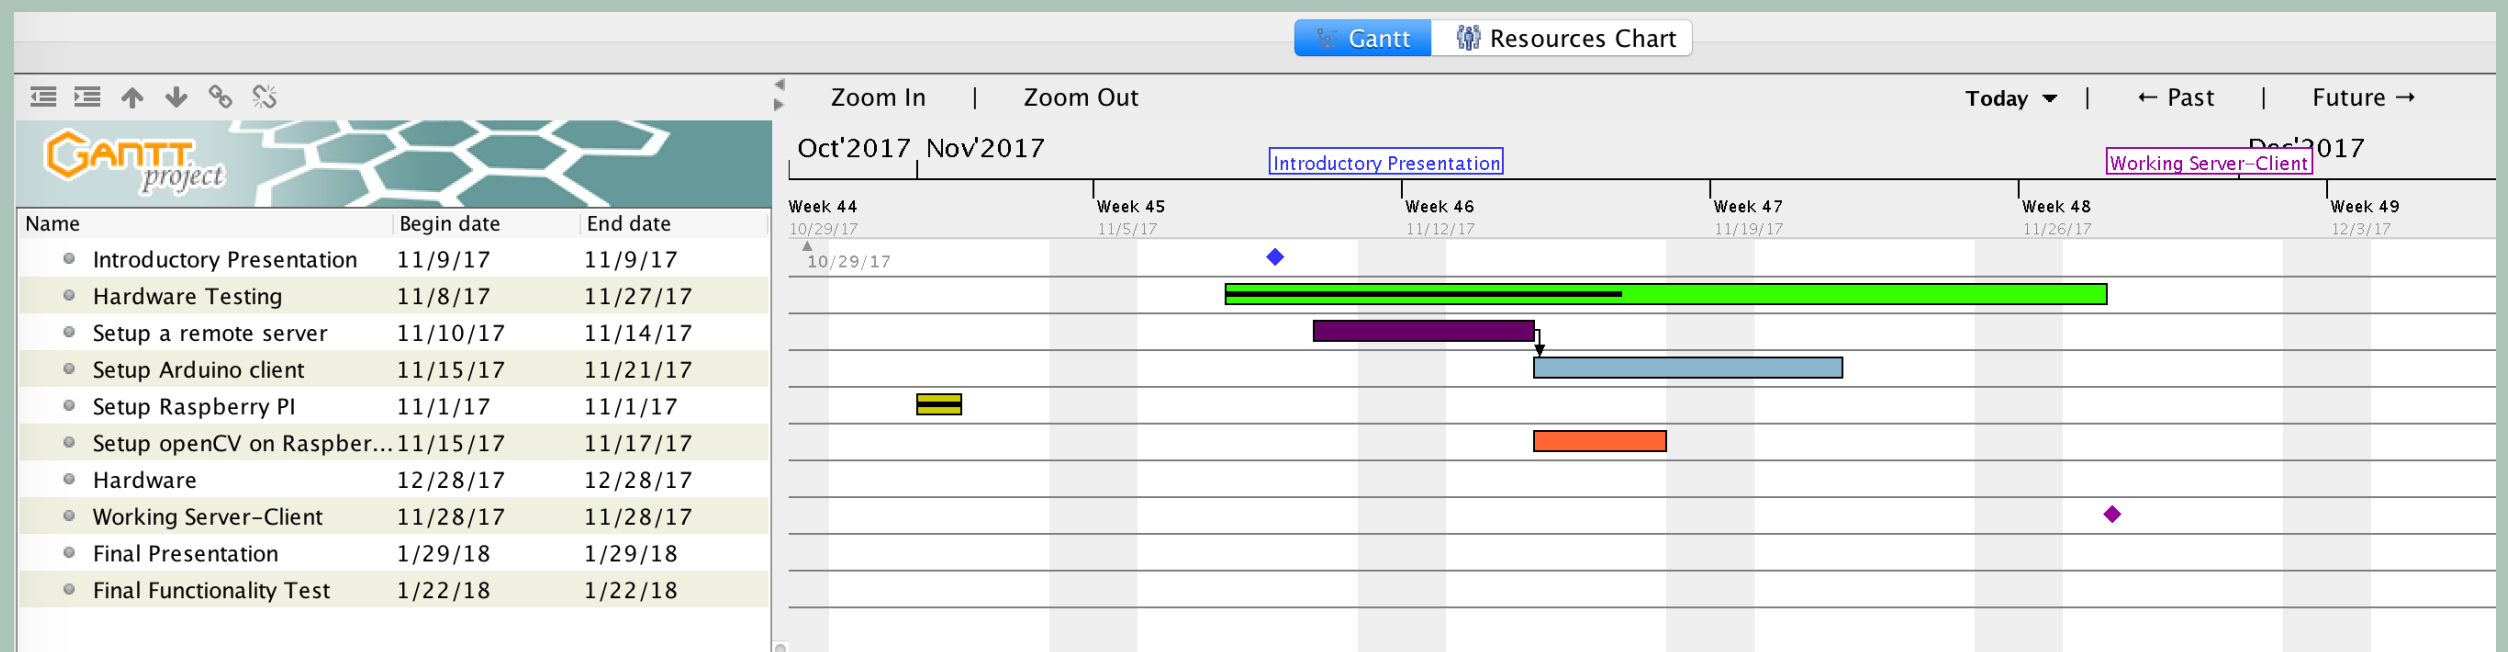 Gantt
Resources Chart
Zoom In | Zoom Out
Today | ← Past | Future →
GANTT
project
Oct'2017 Nov'2017
Introductory Presentation
Working Server-Client
Week 44 Week 45 Week 46 Week 47 Week 48 Week 49
10/29/17 11/5/17 11/12/17 11/19/17 11/26/17 12/3/17
10/29/17
Name Begin date End date
Introductory Presentation 11/9/17 11/9/17
Hardware Testing 11/8/17 11/27/17
Setup a remote server 11/10/17 11/14/17
Setup Arduino client 11/15/17 11/21/17
Setup Raspberry PI 11/1/17 11/1/17
Setup openCV on Raspber... 11/15/17 11/17/17
Hardware 12/28/17 12/28/17
Working Server-Client 11/28/17 11/28/17
Final Presentation 1/29/18 1/29/18
Final Functionality Test 1/22/18 1/22/18